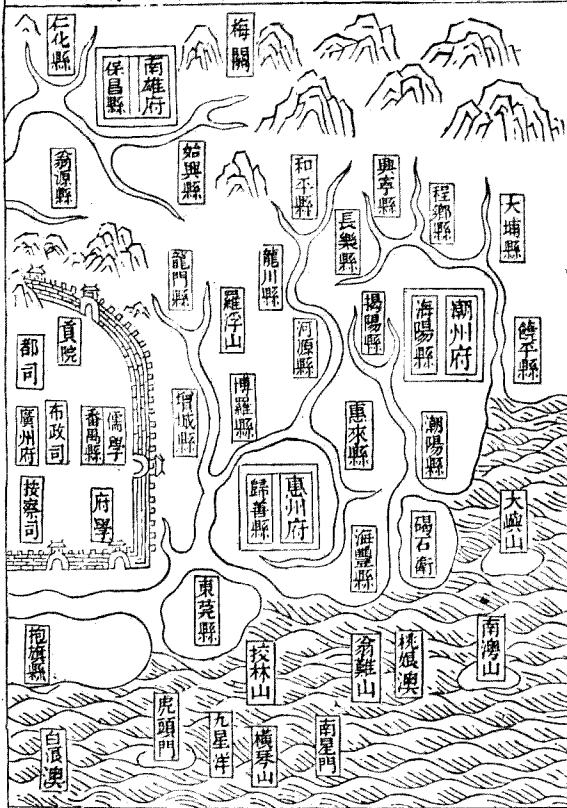 仁化縣
南雄府
保昌縣
梅關
翁源縣
始興縣
和平縣
興寧縣
長樂縣
程鄉縣
大埔縣
龍門縣
羅浮山
龍川縣
河源縣
揭陽縣
潮州府
海陽縣
饒平縣
貢院
都司
儒學
番禺縣
布政司
廣州府
按察司
府學
增城縣
博羅縣
惠來縣
潮陽縣
惠州府
歸善縣
海豐縣
碣石衛
大嶼山
東莞縣
抱旗縣
挍林山
翁難山
桃娘澳
南澳山
虎頭門
九星洋
橫琴山
南星門
白浪澳